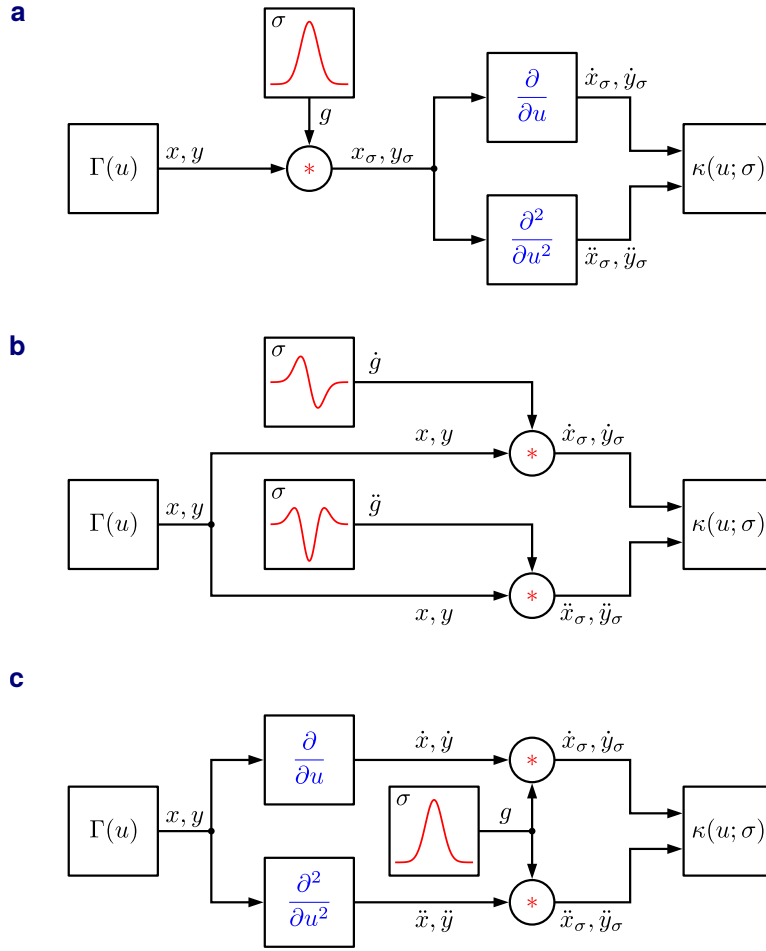 a
σ
g
Γ(u)
x, y
*
x_σ, y_σ
∂/∂u
ẋ_σ, ẏ_σ
∂²/∂u²
ẍ_σ, ÿ_σ
κ(u; σ)
b
σ
ġ
x, y
*
ẋ_σ, ẏ_σ
Γ(u)
x, y
σ
g̈
κ(u; σ)
x, y
*
ẍ_σ, ÿ_σ
c
∂/∂u
ẋ, ẏ
*
ẋ_σ, ẏ_σ
Γ(u)
x, y
σ
g
κ(u; σ)
∂²/∂u²
ẍ, ÿ
*
ẍ_σ, ÿ_σ